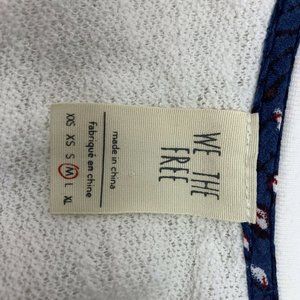 WE THE
FREE
made in china
fabriqué en chine
XXS XS S M L XL